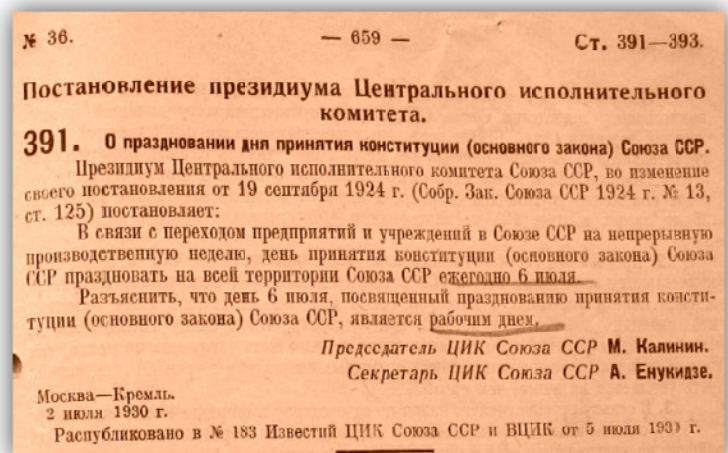 № 36.
— 659 —
Ст. 391—393.
Постановление президиума Центрального исполнительного
комитета.
391. О праздновании дня принятия конституции (основного закона) Союза ССР.
Президиум Центрального исполнительного комитета Союза ССР, во изменение
своего постановления от 19 сентября 1924 г. (Собр. Зак. Союза ССР 1924 г. № 13,
ст. 125) постановляет:
В связи с переходом предприятий и учреждений в Союзе ССР на непрерывную
производственную неделю, день принятия конституции (основного закона) Союза
ССР праздновать на всей территории Союза ССР ежегодно 6 июля.
Разъяснить, что день 6 июля, посвященный празднованию принятия консти-
туции (основного закона) Союза ССР, является рабочим днем.
Председатель ЦИК Союза ССР М. Калинин.
Секретарь ЦИК Союза ССР А. Енукидзе.
Москва—Кремль.
2 июля 1930 г.
Распубликовано в № 183 Известий ЦИК Союза ССР и ВЦИК от 5 июля 1930 г.